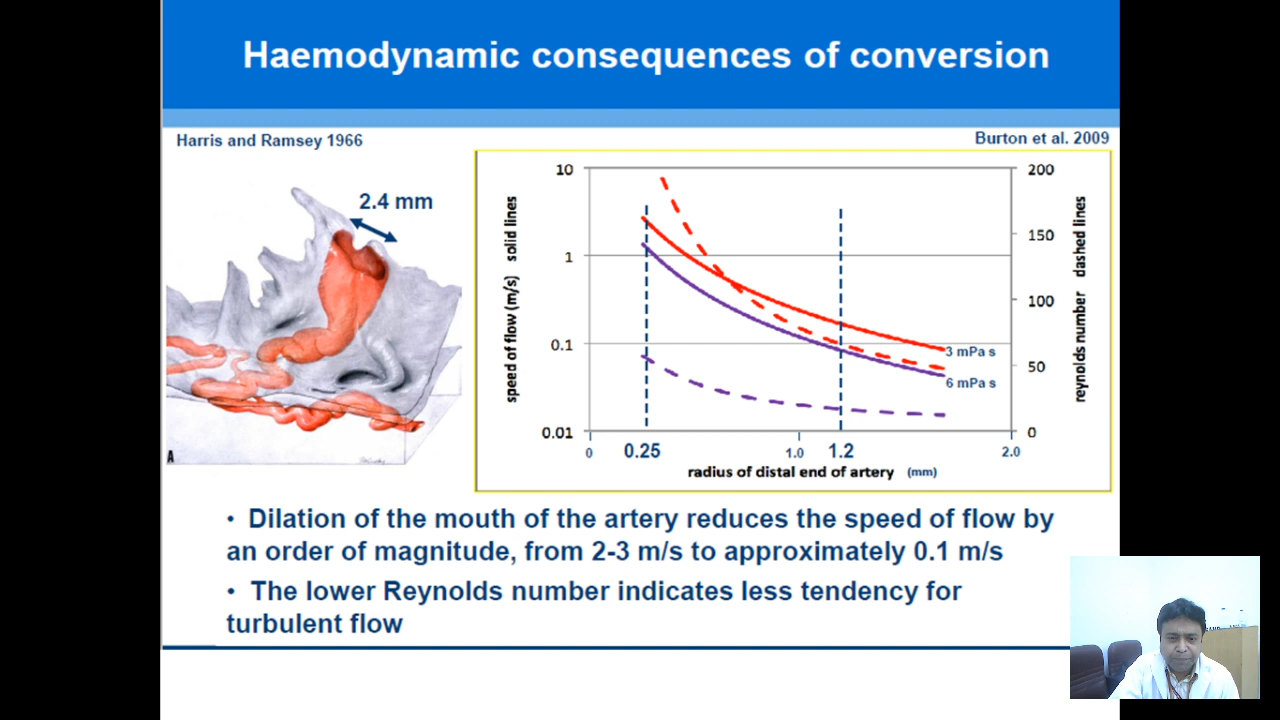 Haemodynamic consequences of conversion
Harris and Ramsey 1966
Burton et al. 2009
2.4 mm
A
speed of flow (m/s) solid lines
10
1
0.1
0.01
200
150
100
50
0
reynolds number dashed lines
3 mPa s
6 mPa s
0
0.25
1.0
1.2
2.0
radius of distal end of artery (mm)
• Dilation of the mouth of the artery reduces the speed of flow by
an order of magnitude, from 2-3 m/s to approximately 0.1 m/s
• The lower Reynolds number indicates less tendency for
turbulent flow